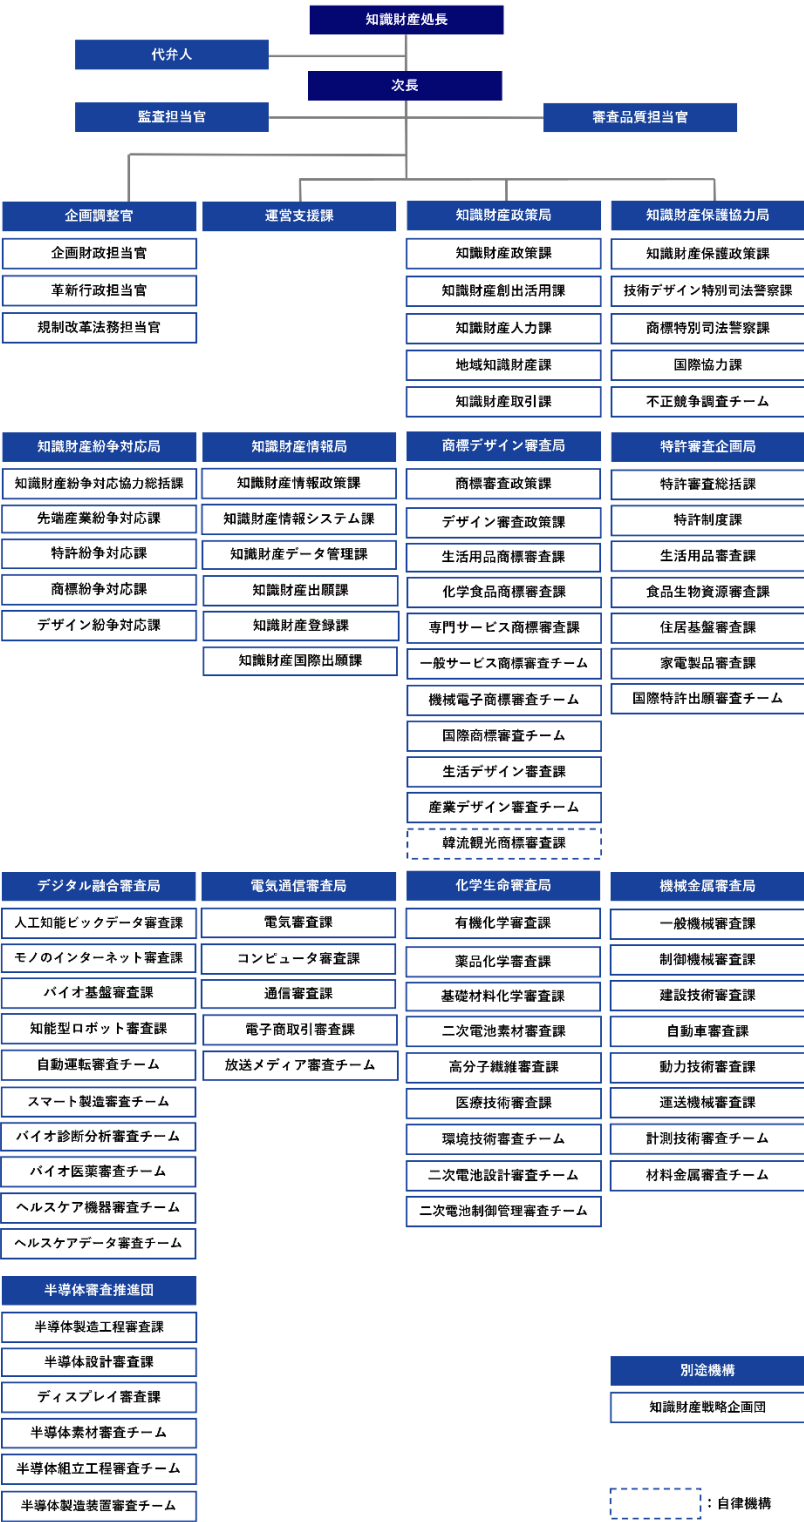 知識財産処長
代弁人
次長
監査担当官
審査品質担当官
企画調整官
企画財政担当官
革新行政担当官
規制改革法務担当官
運営支援課
知識財産政策局
知識財産政策課
知識財産創出活用課
知識財産人力課
地域知識財産課
知識財産取引課
知識財産保護協力局
知識財産保護政策課
技術デザイン特別司法警察課
商標特別司法警察課
国際協力課
不正競争調査チーム
知識財産紛争対応局
知識財産紛争対応協力総括課
先端産業紛争対応課
特許紛争対応課
商標紛争対応課
デザイン紛争対応課
知識財産情報局
知識財産情報政策課
知識財産情報システム課
知識財産データ管理課
知識財産出願課
知識財産登録課
知識財産国際出願課
商標デザイン審査局
商標審査政策課
デザイン審査政策課
生活用品商標審査課
化学食品商標審査課
専門サービス商標審査課
一般サービス商標審査チーム
機械電子商標審査チーム
国際商標審査チーム
生活デザイン審査課
産業デザイン審査チーム
韓流観光商標審査課
特許審査企画局
特許審査総括課
特許制度課
生活用品審査課
食品生物資源審査課
住居基盤審査課
家電製品審査課
国際特許出願審査チーム
デジタル融合審査局
人工知能ビックデータ審査課
モノのインターネット審査課
バイオ基盤審査課
知能型ロボット審査課
自動運転審査チーム
スマート製造審査チーム
バイオ診断分析審査チーム
バイオ医薬審査チーム
ヘルスケア機器審査チーム
ヘルスケアデータ審査チーム
電気通信審査局
電気審査課
コンピュータ審査課
通信審査課
電子商取引審査課
放送メディア審査チーム
化学生命審査局
有機化学審査課
薬品化学審査課
基礎材料化学審査課
二次電池素材審査課
高分子繊維審査課
医療技術審査課
環境技術審査チーム
二次電池設計審査チーム
二次電池制御管理審査チーム
機械金属審査局
一般機械審査課
制御機械審査課
建設技術審査課
自動車審査課
動力技術審査課
運送機械審査課
計測技術審査チーム
材料金属審査チーム
半導体審査推進団
半導体製造工程審査課
半導体設計審査課
ディスプレイ審査課
半導体素材審査チーム
半導体組立工程審査チーム
半導体製造装置審査チーム
別途機構
知識財産戦略企画団
：自律機構